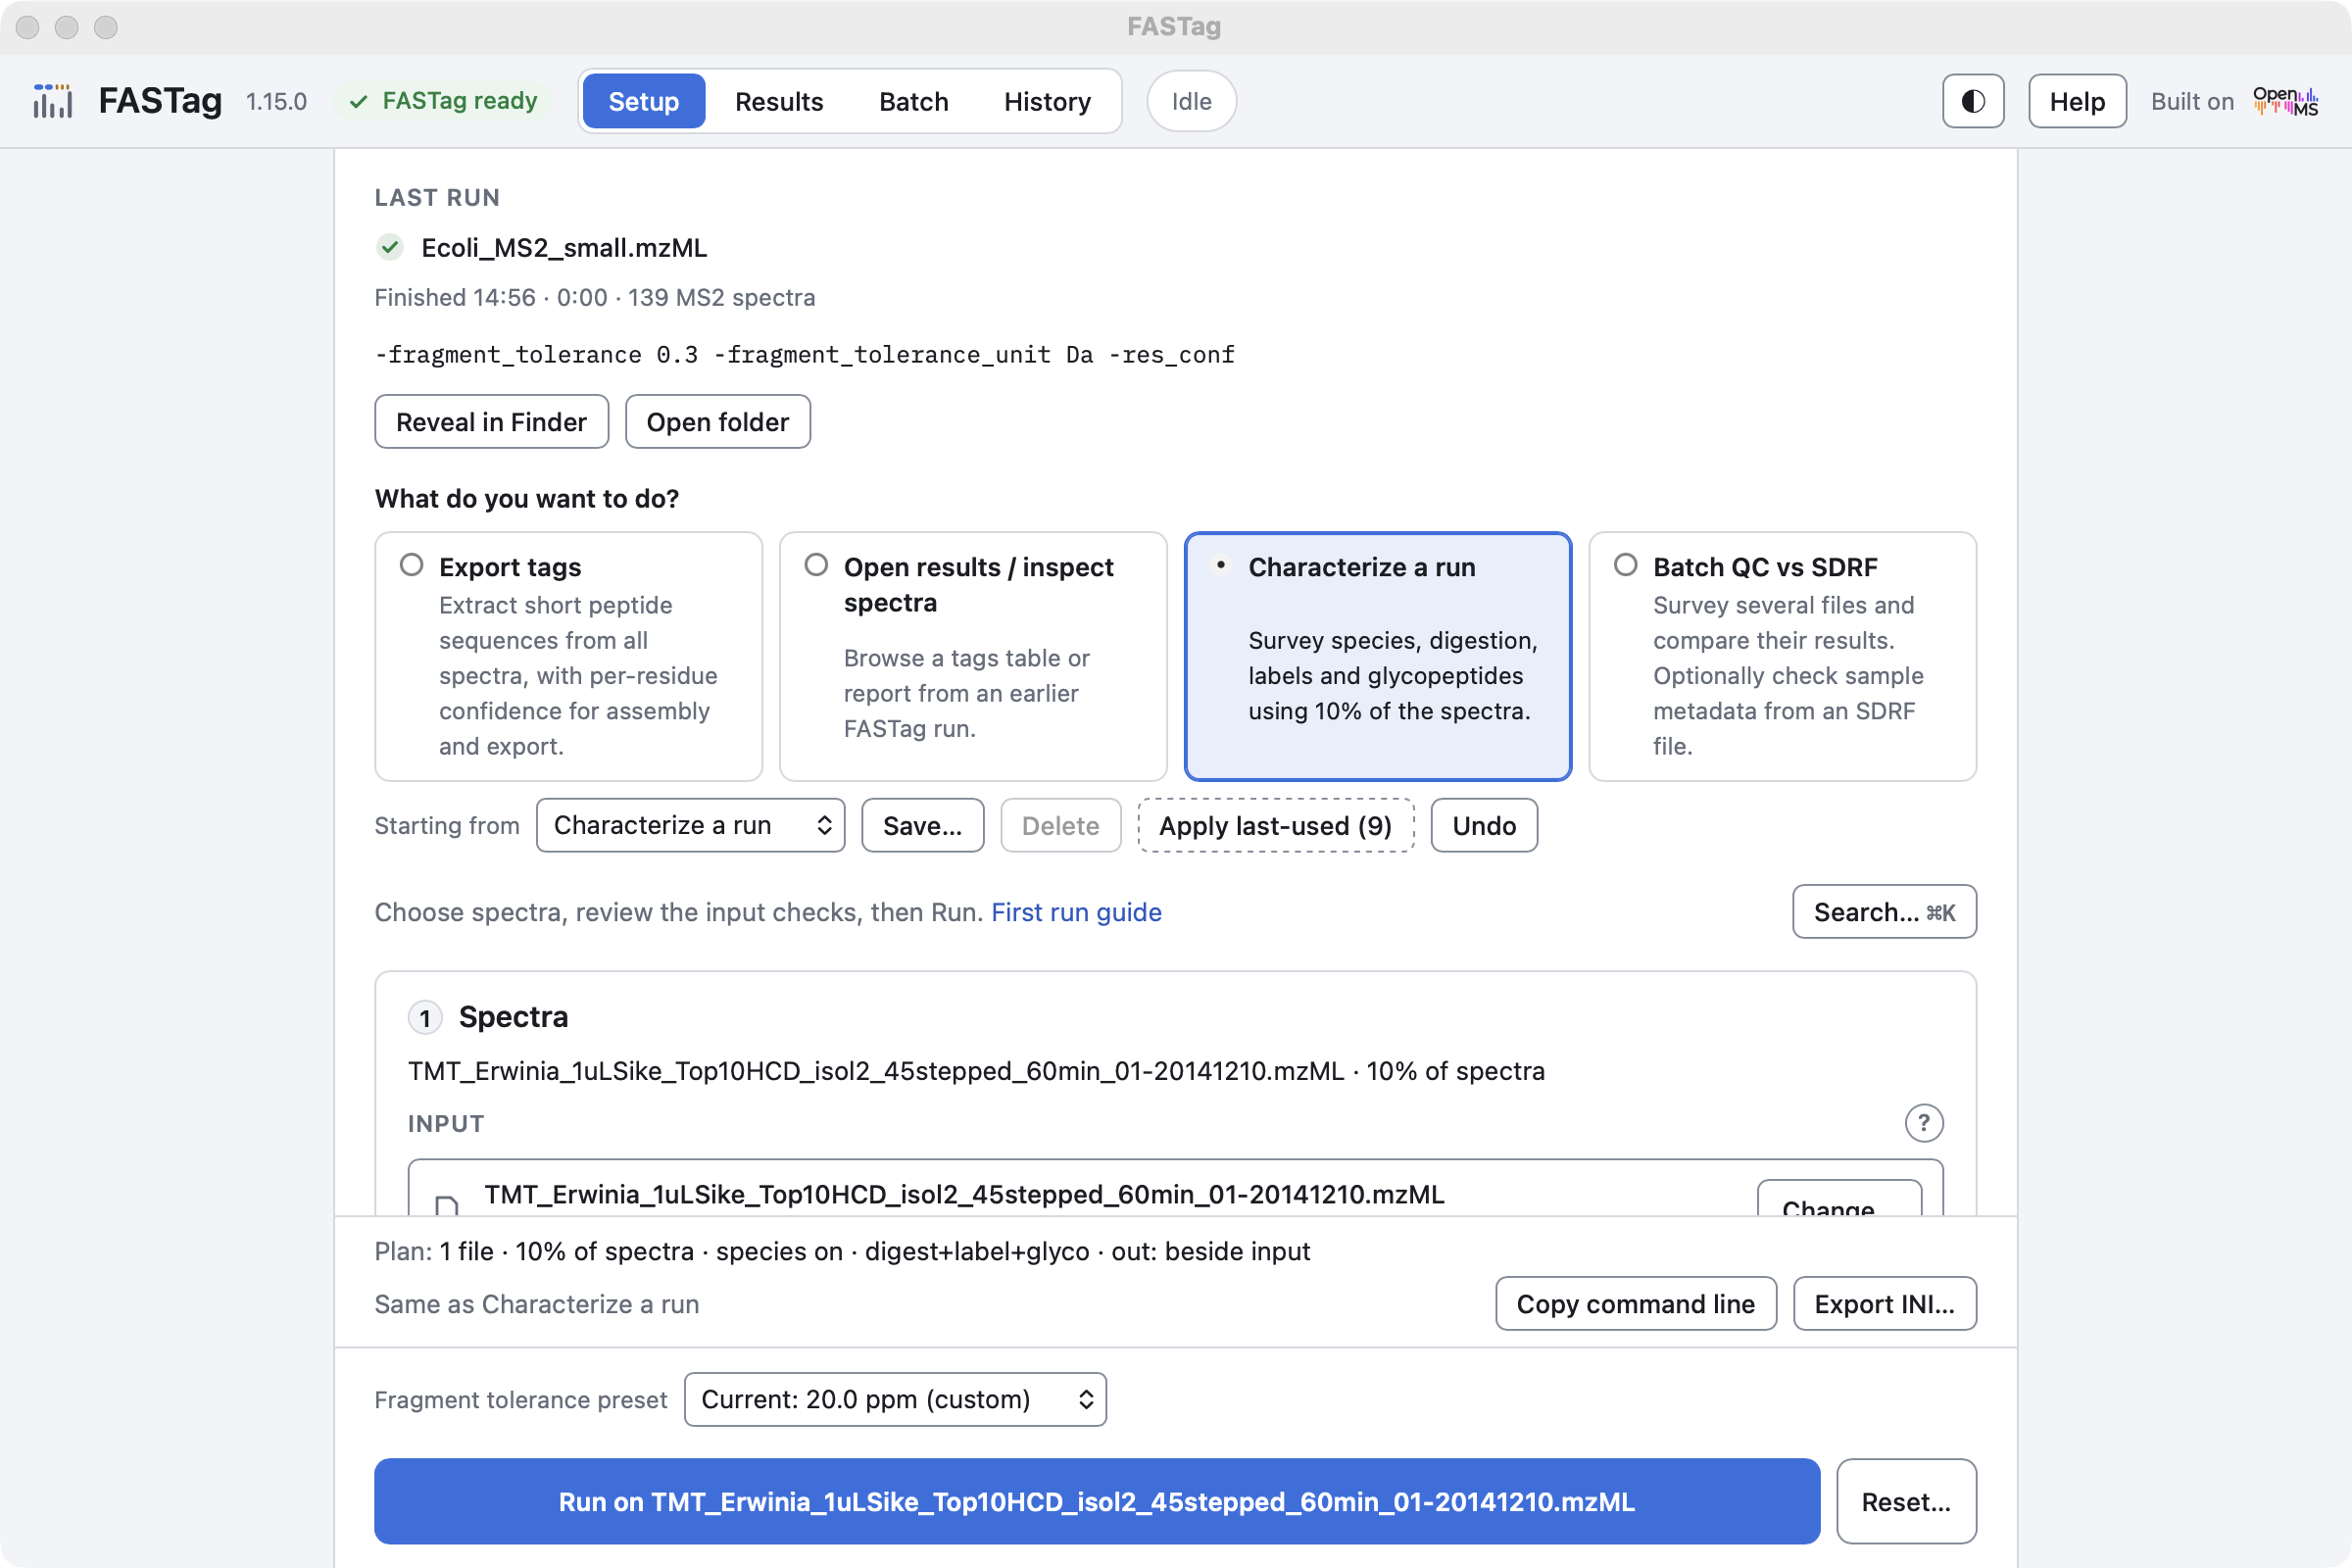 FASTag
FASTag 1.15.0 FASTag ready Setup Results Batch History Idle Help Built on OpenMS
LAST RUN
Ecoli_MS2_small.mzML
Finished 14:56 · 0:00 · 139 MS2 spectra
-fragment_tolerance 0.3 -fragment_tolerance_unit Da -res_conf
Reveal in Finder Open folder
What do you want to do?
Export tags
Extract short peptide
sequences from all
spectra, with per-residue
confidence for assembly
and export.
Open results / inspect
spectra
Browse a tags table or
report from an earlier
FASTag run.
Characterize a run
Survey species, digestion,
labels and glycopeptides
using 10% of the spectra.
Batch QC vs SDRF
Survey several files and
compare their results.
Optionally check sample
metadata from an SDRF
file.
Starting from Characterize a run Save... Delete Apply last-used (9) Undo
Choose spectra, review the input checks, then Run. First run guide Search... ⌘K
1 Spectra
TMT_Erwinia_1uLSike_Top10HCD_isol2_45stepped_60min_01-20141210.mzML · 10% of spectra
INPUT ?
TMT_Erwinia_1uLSike_Top10HCD_isol2_45stepped_60min_01-20141210.mzML Change...
Plan: 1 file · 10% of spectra · species on · digest+label+glyco · out: beside input
Same as Characterize a run Copy command line Export INI...
Fragment tolerance preset Current: 20.0 ppm (custom)
Run on TMT_Erwinia_1uLSike_Top10HCD_isol2_45stepped_60min_01-20141210.mzML Reset...